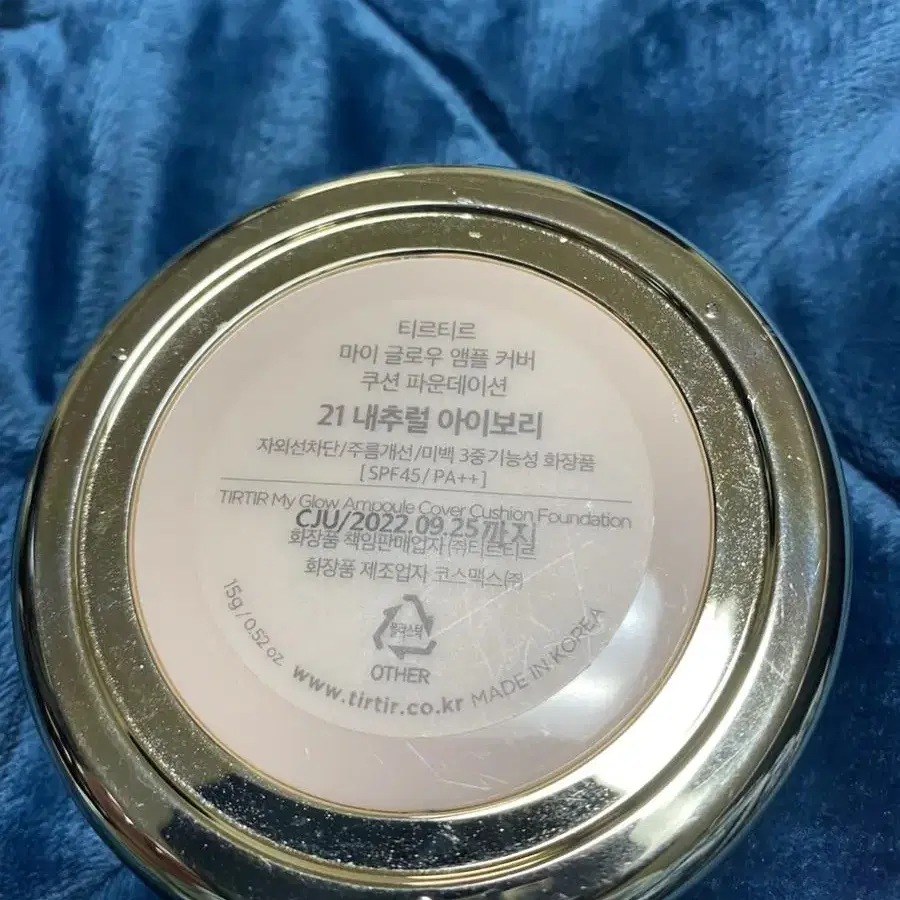 티르티르
마이 글로우 앰플 커버
쿠션 파운데이션
21 내추럴 아이보리
자외선차단/주름개선/미백 3중 기능성 화장품
[SPF45/PA++]
TIRTIR My Glow Ampoule Cover Cushion Foundation
CJU/2022.09.25까지
화장품 책임판매업자 ㈜티르티르
화장품 제조업자 코스맥스㈜
플라스틱
OTHER
15g / 0.52 oz.
www.tirtir.co.kr
MADE IN KOREA